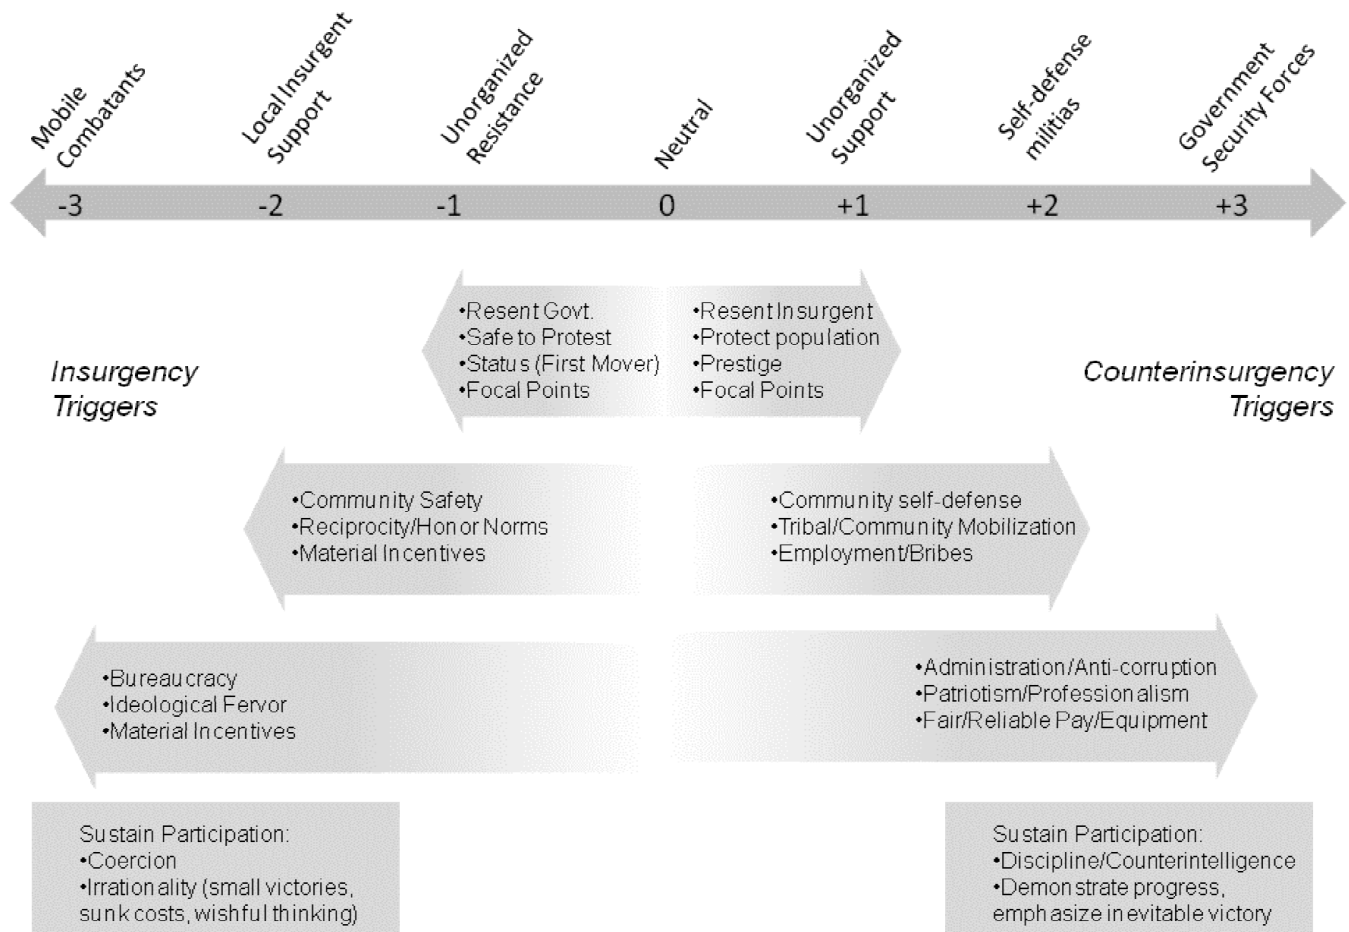 Mobile
Combatants
Local Insurgent
Support
Unorganized
Resistance
Neutral
Unorganized
Support
Self-defense
militias
Government
Security Forces
-3
-2
-1
0
+1
+2
+3
•Resent Govt.
•Safe to Protest
•Status (First Mover)
•Focal Points
•Resent Insurgent
•Protect population
•Prestige
•Focal Points
Insurgency
Triggers
Counterinsurgency
Triggers
•Community Safety
•Reciprocity/Honor Norms
•Material Incentives
•Community self-defense
•Tribal/Community Mobilization
•Employment/Bribes
•Bureaucracy
•Ideological Fervor
•Material Incentives
•Administration/Anti-corruption
•Patriotism/Professionalism
•Fair/Reliable Pay/Equipment
Sustain Participation:
•Coercion
•Irrationality (small victories,
sunk costs, wishful thinking)
Sustain Participation:
•Discipline/Counterintelligence
•Demonstrate progress,
emphasize inevitable victory